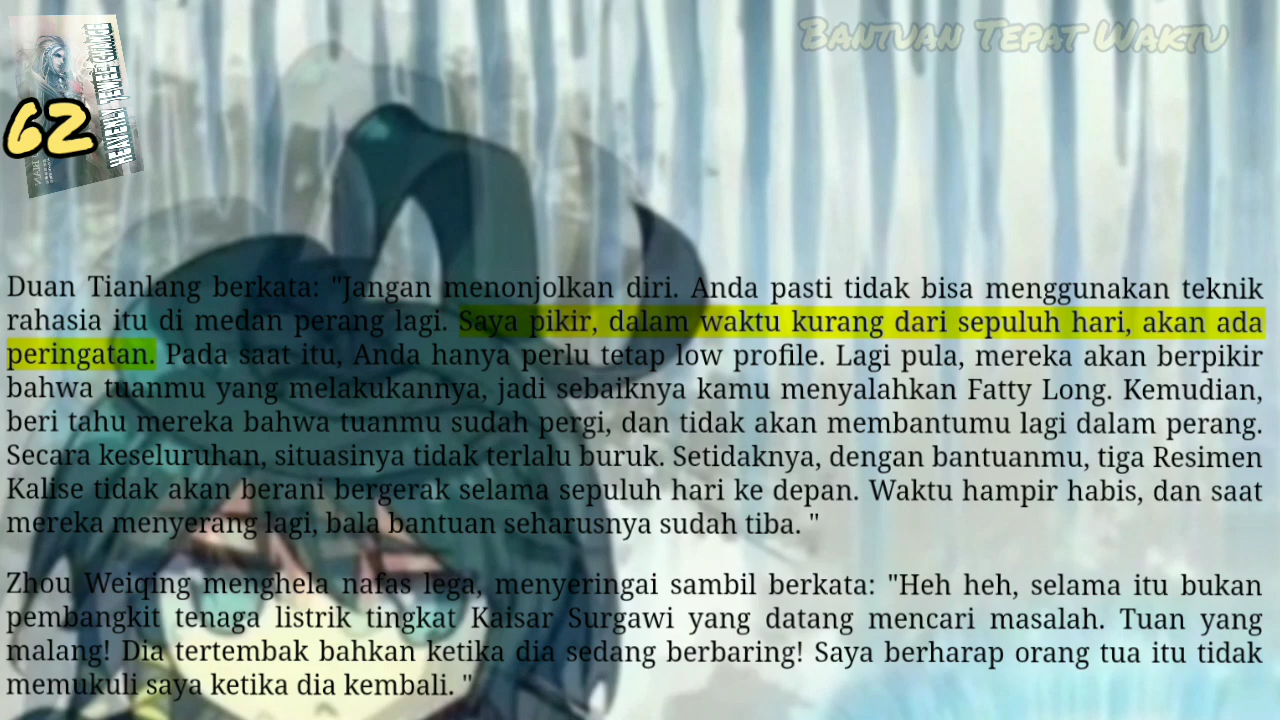 Bantuan Tepat Waktu
HEAVENLY JEWEL CHANGE
62
Duan Tianlang berkata: "Jangan menonjolkan diri. Anda pasti tidak bisa menggunakan teknik
rahasia itu di medan perang lagi. Saya pikir, dalam waktu kurang dari sepuluh hari, akan ada
peringatan. Pada saat itu, Anda hanya perlu tetap low profile. Lagi pula, mereka akan berpikir
bahwa tuanmu yang melakukannya, jadi sebaiknya kamu menyalahkan Fatty Long. Kemudian,
beri tahu mereka bahwa tuanmu sudah pergi, dan tidak akan membantumu lagi dalam perang.
Secara keseluruhan, situasinya tidak terlalu buruk. Setidaknya, dengan bantuanmu, tiga Resimen
Kalise tidak akan berani bergerak selama sepuluh hari ke depan. Waktu hampir habis, dan saat
mereka menyerang lagi, bala bantuan seharusnya sudah tiba. "
Zhou Weiqing menghela nafas lega, menyeringai sambil berkata: "Heh heh, selama itu bukan
pembangkit tenaga listrik tingkat Kaisar Surgawi yang datang mencari masalah. Tuan yang
malang! Dia tertembak bahkan ketika dia sedang berbaring! Saya berharap orang tua itu tidak
memukuli saya ketika dia kembali. "